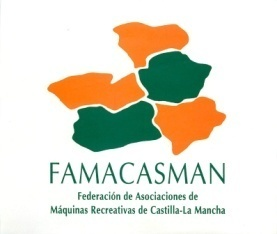 FAMACASMAN
Federación de Asociaciones de
Máquinas Recreativas de Castilla-La Mancha